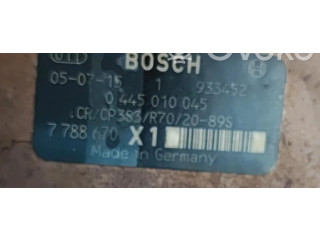 BOSCH
05-07-15 1 933452
0 445 010 045
CR/CP3S3/R70/20-89S
7 788 670 X1
Made in Germany